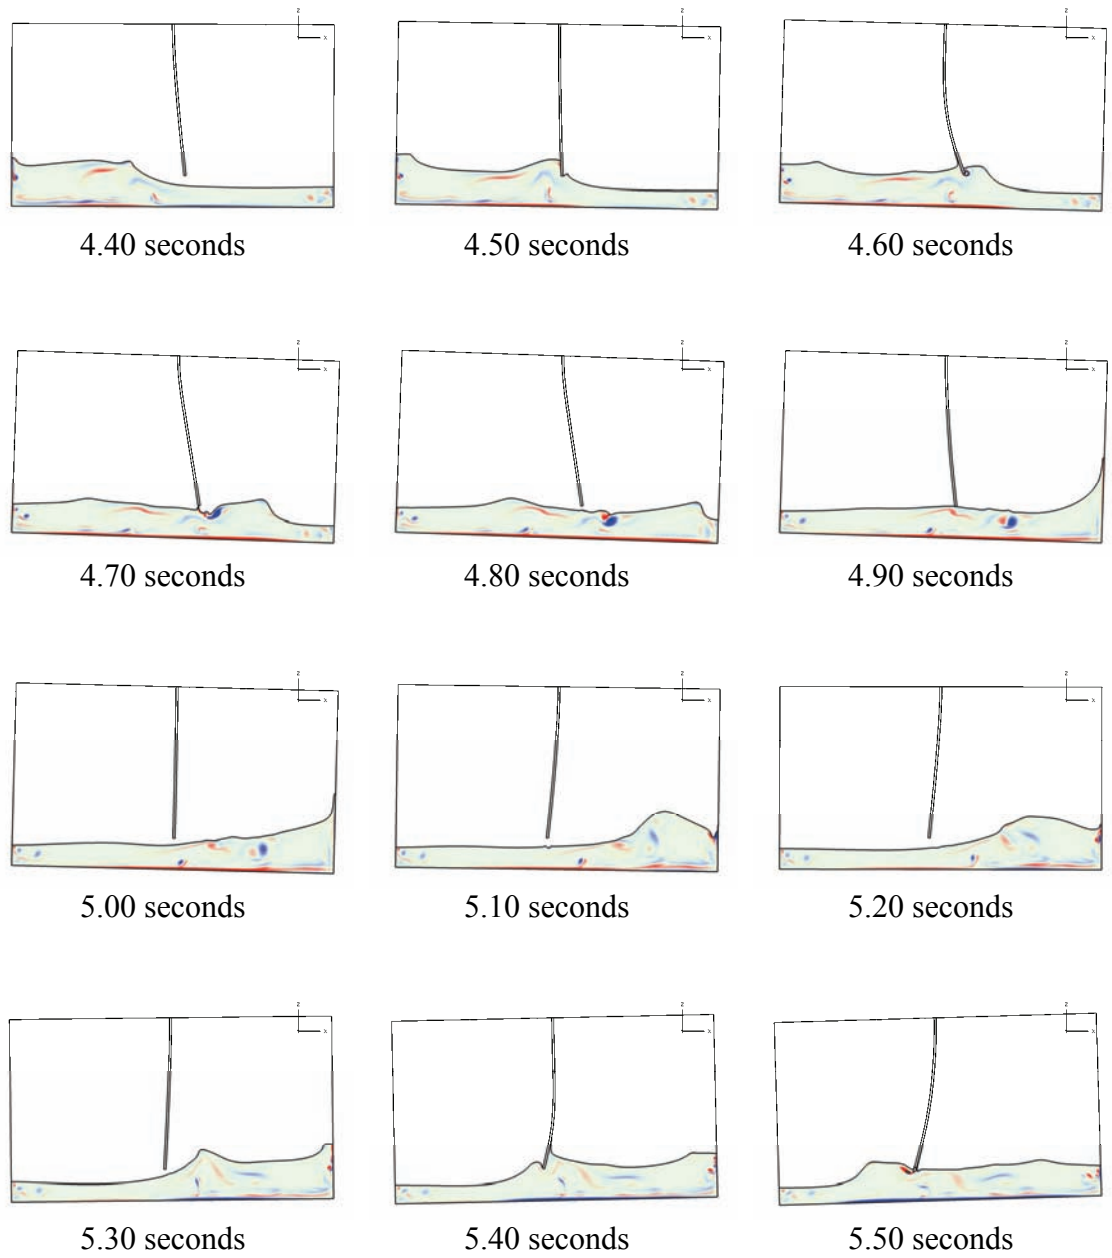 z z z
x x x
4.40 seconds 4.50 seconds 4.60 seconds
z z z
x x x
4.70 seconds 4.80 seconds 4.90 seconds
z z z
x x x
5.00 seconds 5.10 seconds 5.20 seconds
z z z
x x x
5.30 seconds 5.40 seconds 5.50 seconds